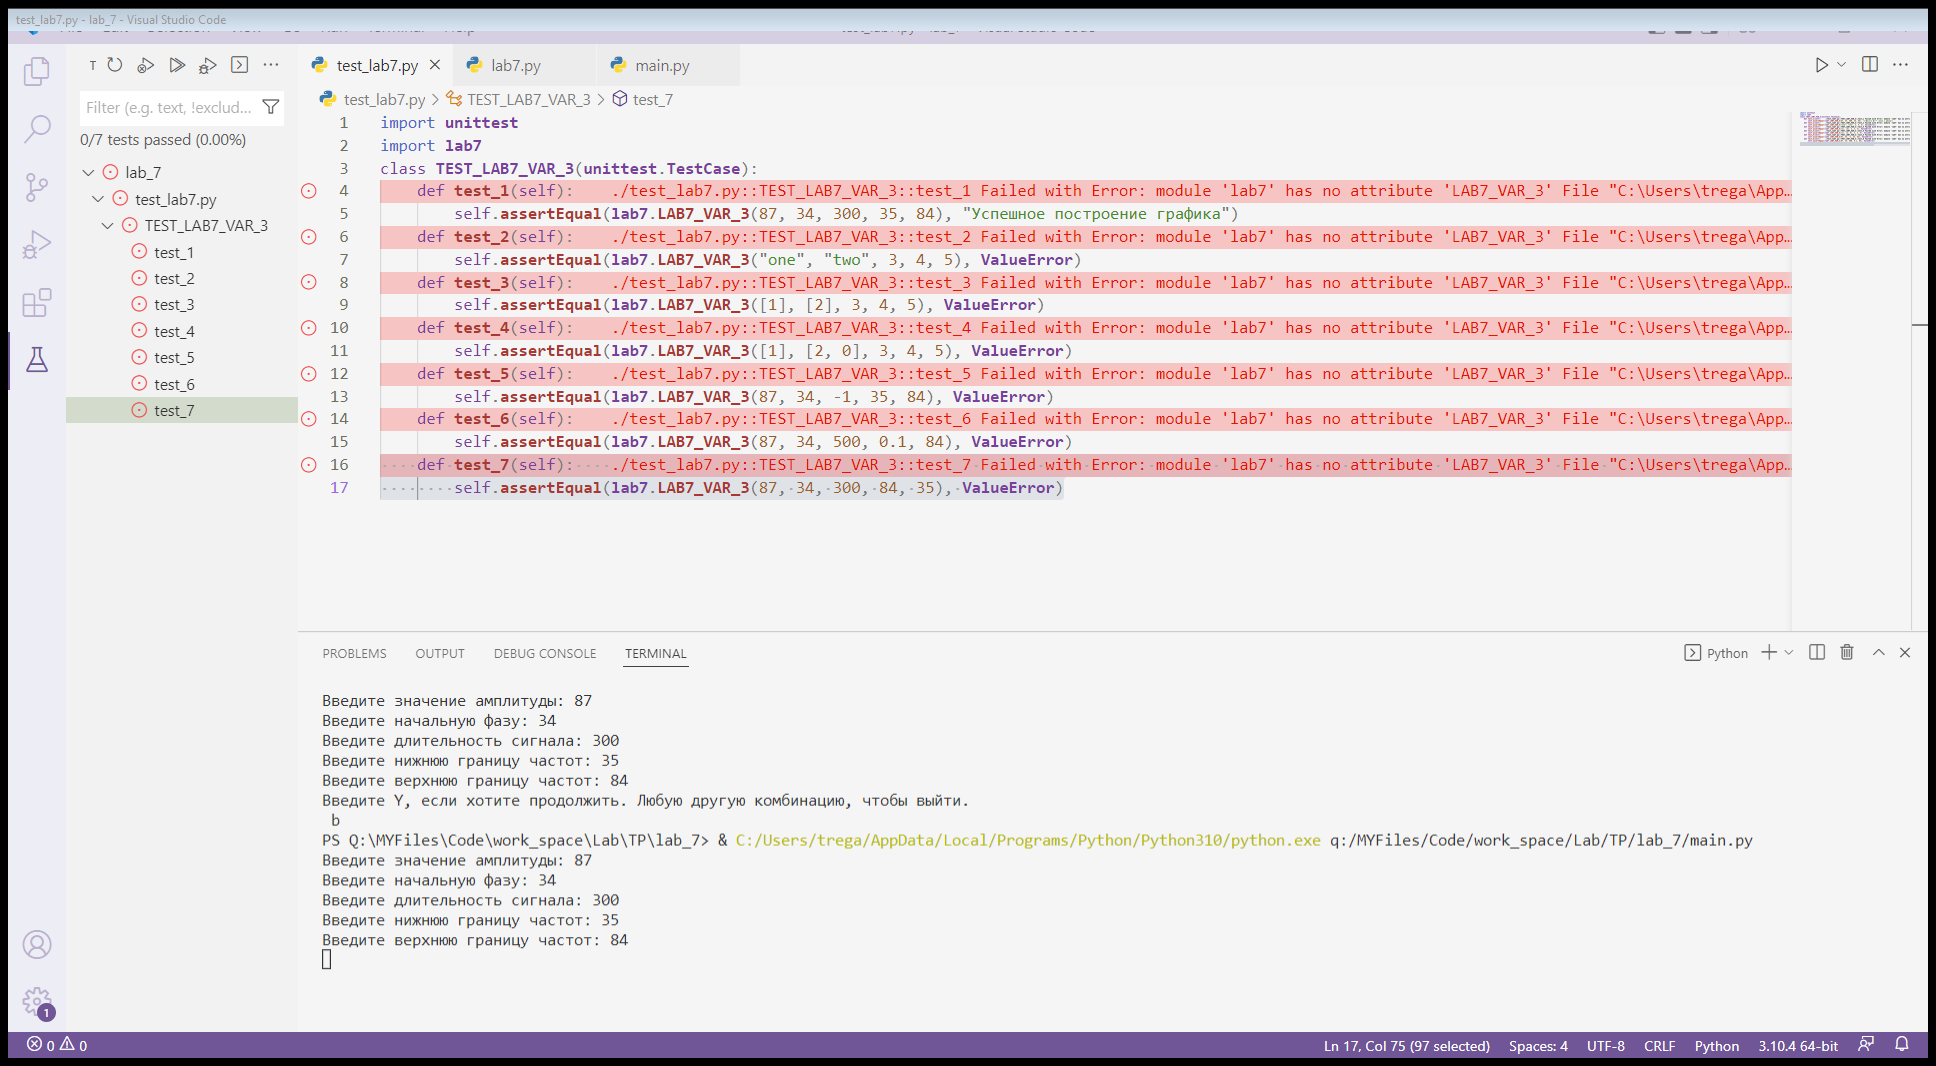 test_lab7.py - lab_7 - Visual Studio Code
T
test_lab7.py
lab7.py
main.py
Filter (e.g. text, !exclud...
0/7 tests passed (0.00%)
lab_7
test_lab7.py
TEST_LAB7_VAR_3
test_1
test_2
test_3
test_4
test_5
test_6
test_7
test_lab7.py > TEST_LAB7_VAR_3 > test_7
1 import unittest
2 import lab7
3 class TEST_LAB7_VAR_3(unittest.TestCase):
4 def test_1(self): ./test_lab7.py::TEST_LAB7_VAR_3::test_1 Failed with Error: module 'lab7' has no attribute 'LAB7_VAR_3' File "C:\Users\trega\App...
5 self.assertEqual(lab7.LAB7_VAR_3(87, 34, 300, 35, 84), "Успешное построение графика")
6 def test_2(self): ./test_lab7.py::TEST_LAB7_VAR_3::test_2 Failed with Error: module 'lab7' has no attribute 'LAB7_VAR_3' File "C:\Users\trega\App...
7 self.assertEqual(lab7.LAB7_VAR_3("one", "two", 3, 4, 5), ValueError)
8 def test_3(self): ./test_lab7.py::TEST_LAB7_VAR_3::test_3 Failed with Error: module 'lab7' has no attribute 'LAB7_VAR_3' File "C:\Users\trega\App...
9 self.assertEqual(lab7.LAB7_VAR_3([1], [2], 3, 4, 5), ValueError)
10 def test_4(self): ./test_lab7.py::TEST_LAB7_VAR_3::test_4 Failed with Error: module 'lab7' has no attribute 'LAB7_VAR_3' File "C:\Users\trega\App...
11 self.assertEqual(lab7.LAB7_VAR_3([1], [2, 0], 3, 4, 5), ValueError)
12 def test_5(self): ./test_lab7.py::TEST_LAB7_VAR_3::test_5 Failed with Error: module 'lab7' has no attribute 'LAB7_VAR_3' File "C:\Users\trega\App...
13 self.assertEqual(lab7.LAB7_VAR_3(87, 34, -1, 35, 84), ValueError)
14 def test_6(self): ./test_lab7.py::TEST_LAB7_VAR_3::test_6 Failed with Error: module 'lab7' has no attribute 'LAB7_VAR_3' File "C:\Users\trega\App...
15 self.assertEqual(lab7.LAB7_VAR_3(87, 34, 500, 0.1, 84), ValueError)
16 def test_7(self): ./test_lab7.py::TEST_LAB7_VAR_3::test_7 Failed with Error: module 'lab7' has no attribute 'LAB7_VAR_3' File "C:\Users\trega\App...
17 self.assertEqual(lab7.LAB7_VAR_3(87, 34, 300, 84, 35), ValueError)
PROBLEMS OUTPUT DEBUG CONSOLE TERMINAL
Python
Введите значение амплитуды: 87
Введите начальную фазу: 34
Введите длительность сигнала: 300
Введите нижнюю границу частот: 35
Введите верхнюю границу частот: 84
Введите Y, если хотите продолжить. Любую другую комбинацию, чтобы выйти.
b
PS Q:\MYFiles\Code\work_space\Lab\TP\lab_7> & C:/Users/trega/AppData/Local/Programs/Python/Python310/python.exe q:/MYFiles/Code/work_space/Lab/TP/lab_7/main.py
Введите значение амплитуды: 87
Введите начальную фазу: 34
Введите длительность сигнала: 300
Введите нижнюю границу частот: 35
Введите верхнюю границу частот: 84
1
0 0
Ln 17, Col 75 (97 selected) Spaces: 4 UTF-8 CRLF Python 3.10.4 64-bit